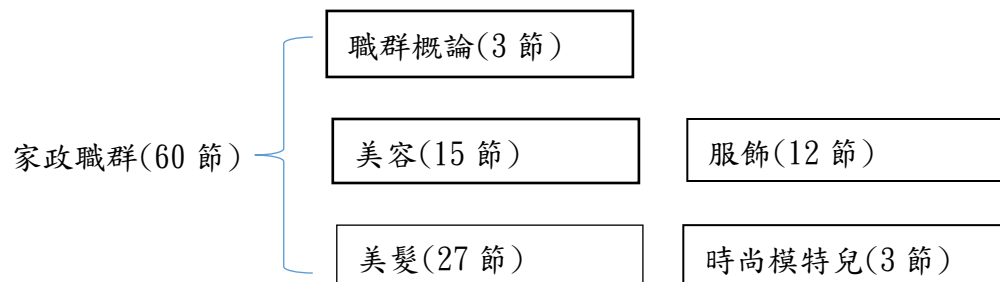 職群概論(3 節)
家政職群(60 節)
美容(15 節)
服飾(12 節)
美髮(27 節)
時尚模特兒(3 節)